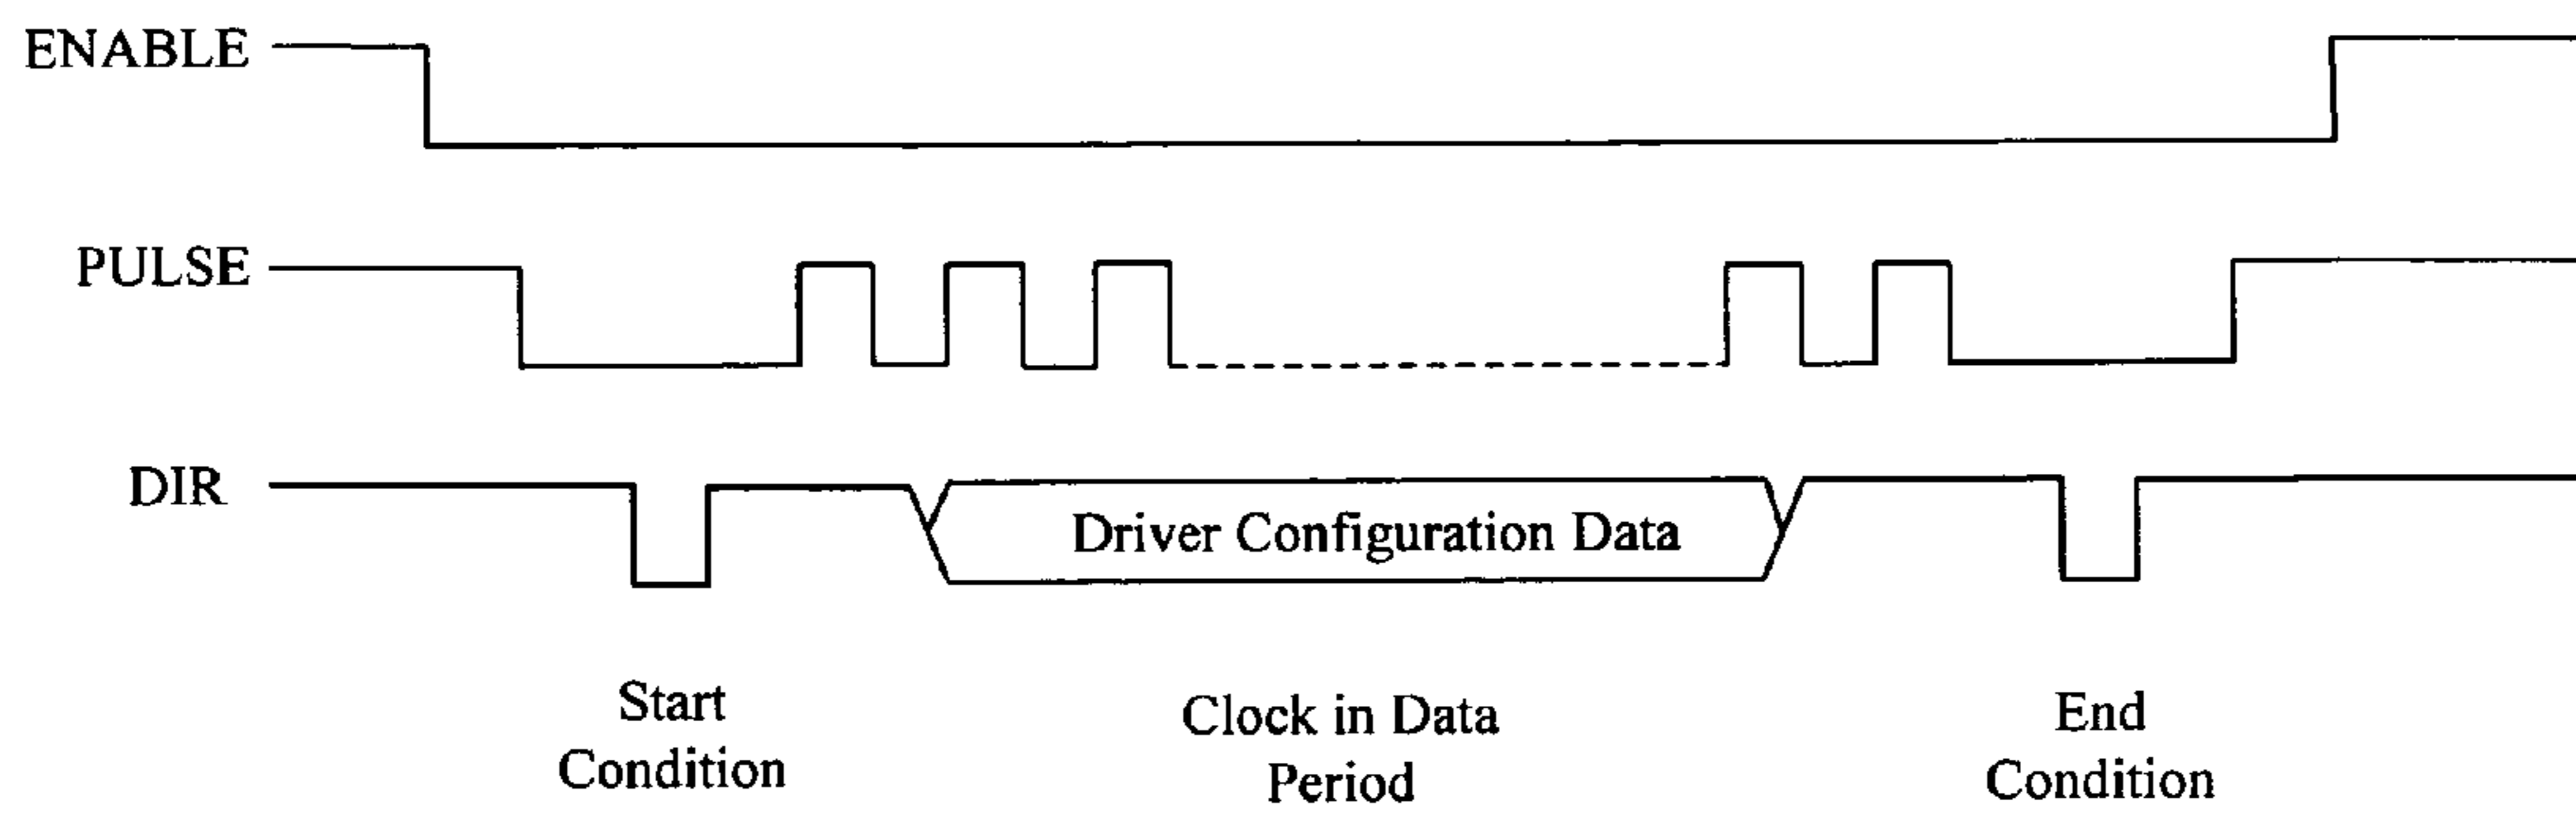 ENABLE
PULSE
DIR
Driver Configuration Data
Start
Condition
Clock in Data
Period
End
Condition